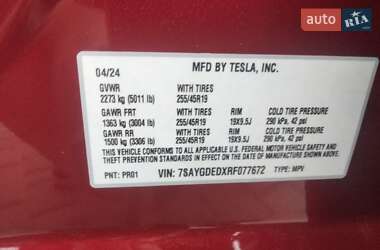 auto RIA
04/24 MFD BY TESLA, INC.
GVWR WITH TIRES
2273 kg (5011 lb) 255/45R19
GAWR FRT WITH TIRES RIM COLD TIRE PRESSURE
1363 kg (3004 lb) 255/45R19 19X9.5J 290 kPa, 42 psi
GAWR RR WITH TIRES RIM COLD TIRE PRESSURE
1500 kg (3306 lb) 255/45R19 19X9.5J 290 kPa, 42 psi
THIS VEHICLE CONFORMS TO ALL APPLICABLE FEDERAL MOTOR VEHICLE SAFETY
AND THEFT PREVENTION STANDARDS IN EFFECT ON THE DATE OF MANUFACTURE
SHOWN ABOVE.
PNT: PR01 VIN: 7SAYGDEDXRF077672 TYPE: MPV